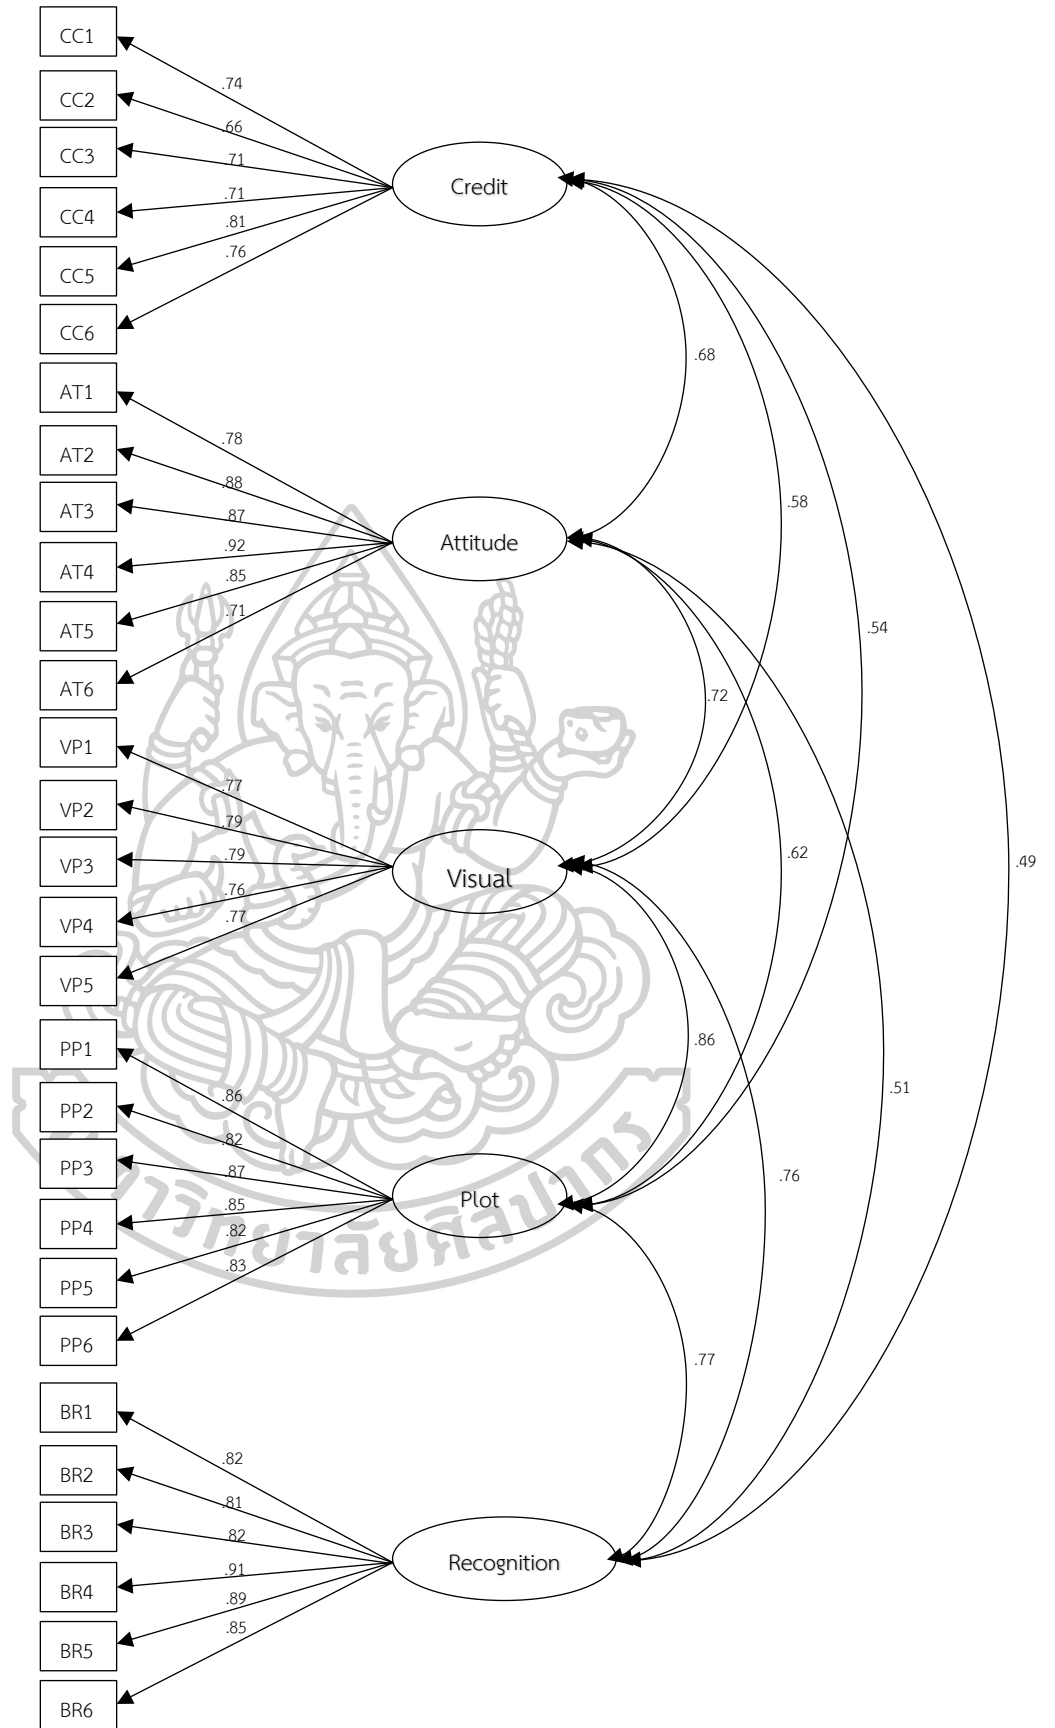 CC1
.74
CC2
.66
CC3
.71
CC4
.71
CC5
.81
CC6
.76
Credit
AT1
.78
AT2
.88
AT3
.87
AT4
.92
AT5
.85
AT6
.71
Attitude
VP1
.77
VP2
.79
VP3
.79
VP4
.76
VP5
.77
Visual
PP1
.86
PP2
.82
PP3
.87
PP4
.85
PP5
.82
PP6
.83
Plot
BR1
.82
BR2
.81
BR3
.82
BR4
.91
BR5
.89
BR6
.85
Recognition
.68
.58
.54
.72
.62
.49
.86
.51
.76
.77